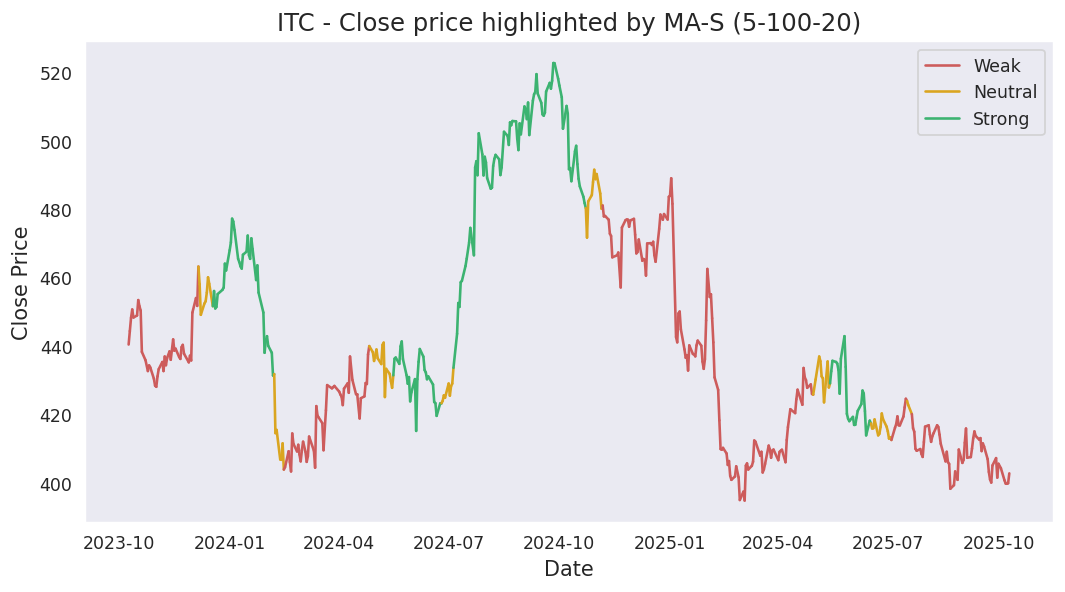 ITC - Close price highlighted by MA-S (5-100-20)
Weak
Neutral
Strong
Close Price
520
500
480
460
440
420
400
2023-10 2024-01 2024-04 2024-07 2024-10 2025-01 2025-04 2025-07 2025-10
Date